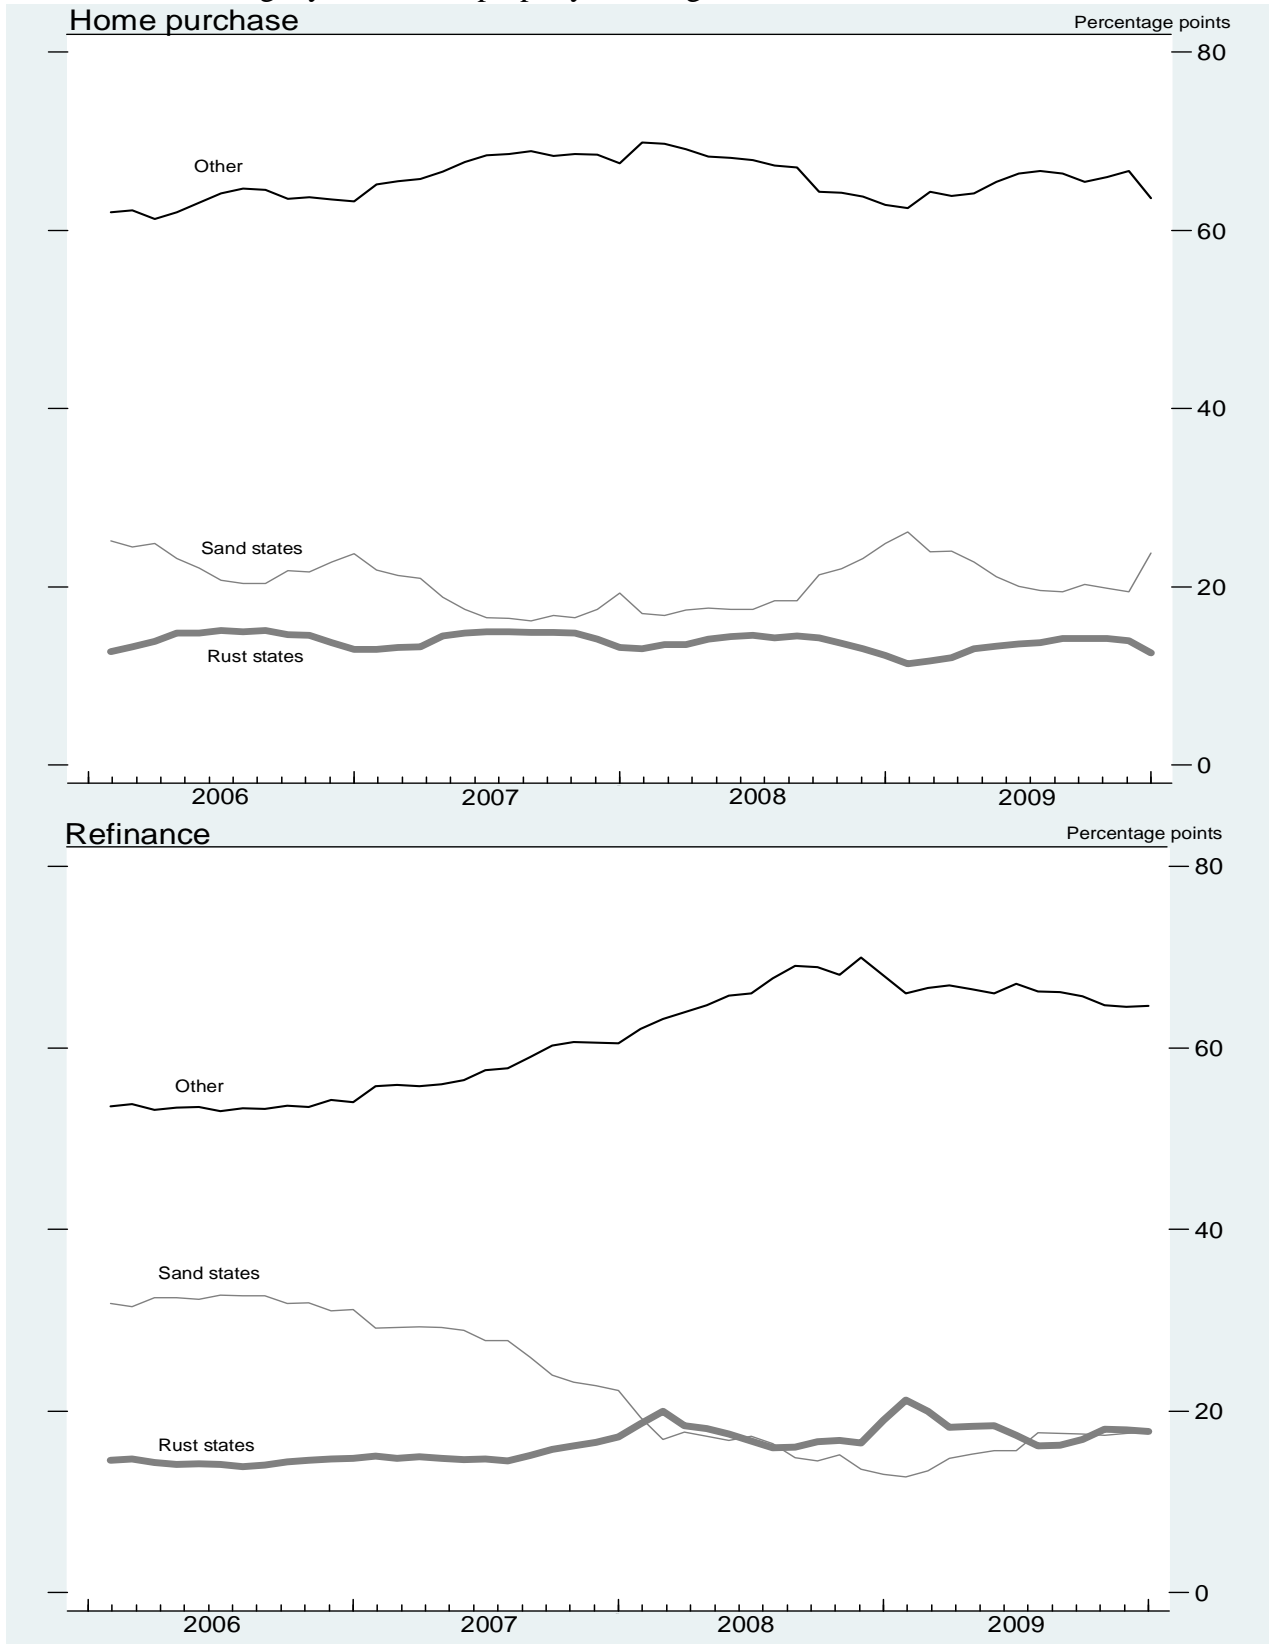 Home purchase
Percentage points
80
Other
60
40
Sand states
20
Rust states
0
2006 2007 2008 2009
Refinance
Percentage points
80
60
Other
40
Sand states
20
Rust states
0
2006 2007 2008 2009